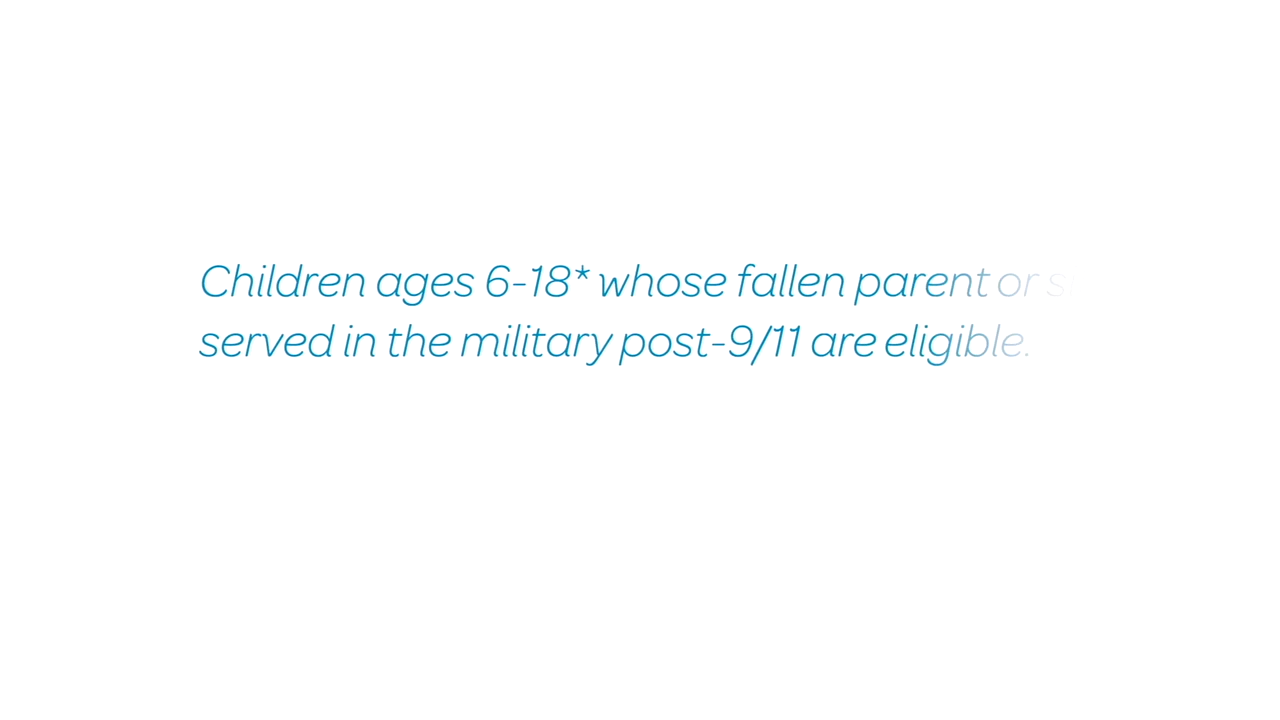 Children ages 6-18* whose fallen parent or
served in the military post-9/11 are eligible.